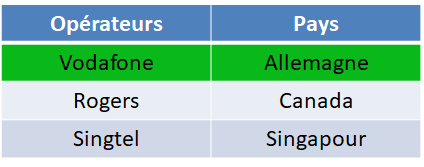 Opérateurs Pays
Vodafone Allemagne
Rogers Canada
Singtel Singapour